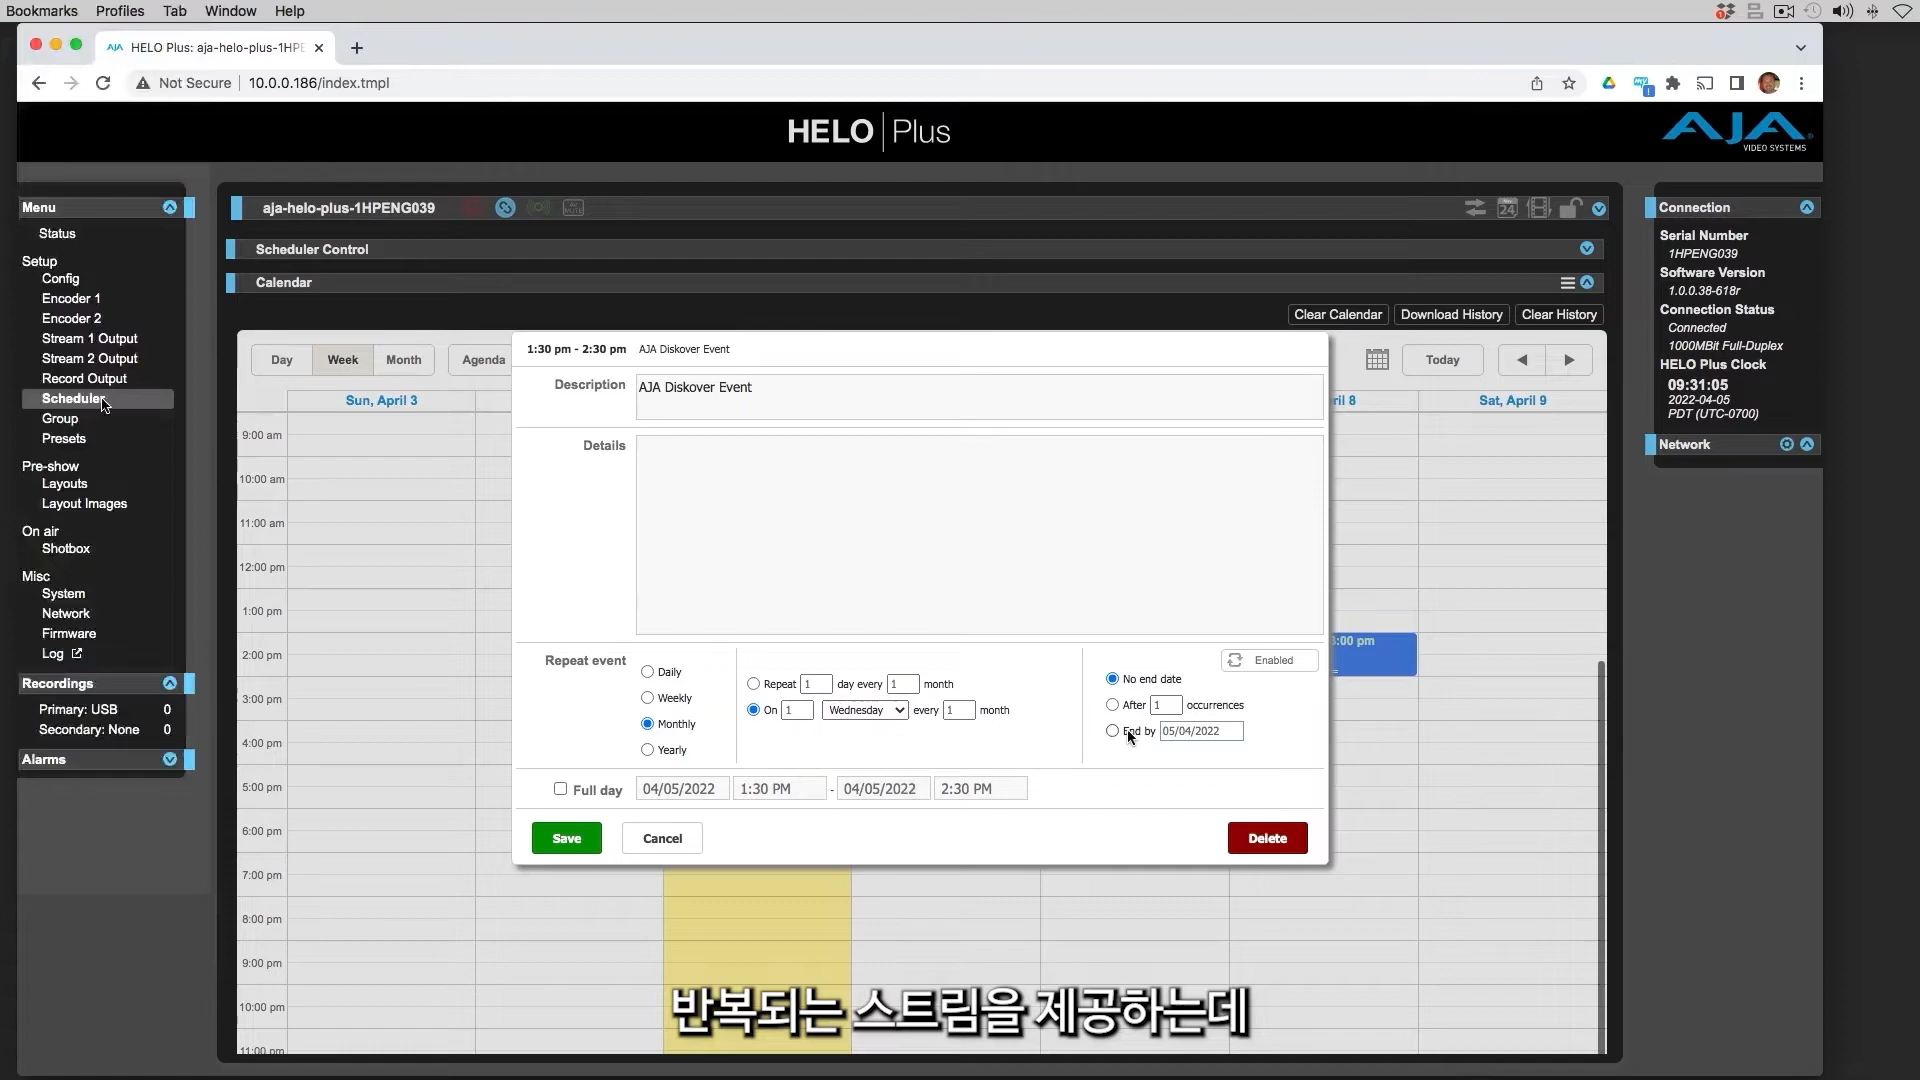 Bookmarks Profiles Tab Window Help
AJA HELO Plus: aja-helo-plus-1HPE
Not Secure 10.0.0.186/index.tmpl
HELO Plus
AJA
VIDEO SYSTEMS
Menu
Status
Setup
Config
Encoder 1
Encoder 2
Stream 1 Output
Stream 2 Output
Record Output
Scheduler
Group
Presets
Pre-show
Layouts
Layout Images
On air
Shotbox
Misc
System
Network
Firmware
Log
Recordings
Primary: USB 0
Secondary: None 0
Alarms
aja-helo-plus-1HPENG039
24
Scheduler Control
Calendar
Clear Calendar Download History Clear History
Day Week Month Agenda
Today
Sun, April 3
ril 8
Sat, April 9
9:00 am
10:00 am
11:00 am
12:00 pm
1:00 pm
2:00 pm
3:00 pm
4:00 pm
5:00 pm
6:00 pm
7:00 pm
8:00 pm
9:00 pm
10:00 pm
11:00 pm
3:00 pm
1:30 pm - 2:30 pm AJA Diskover Event
Description AJA Diskover Event
Details
Repeat event
Daily
Weekly
Monthly
Yearly
Repeat 1 day every 1 month
On 1 Wednesday every 1 month
Enabled
No end date
After 1 occurrences
End by 05/04/2022
Full day 04/05/2022 1:30 PM - 04/05/2022 2:30 PM
Save Cancel Delete
Connection
Serial Number
1HPENG039
Software Version
1.0.0.38-618r
Connection Status
Connected
1000MBit Full-Duplex
HELO Plus Clock
09:31:05
2022-04-05
PDT (UTC-0700)
Network
반복되는 스트림을 제공하는데